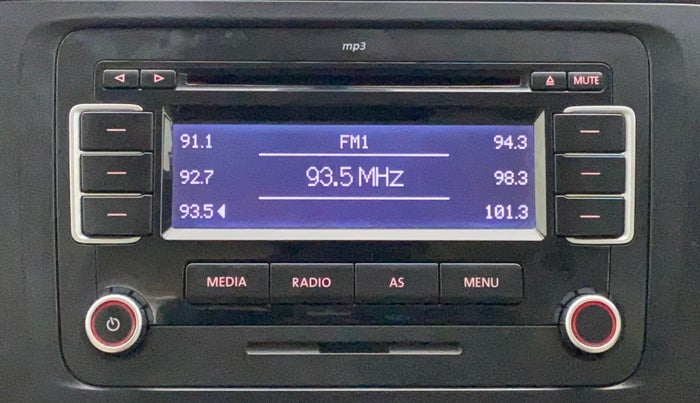 mp3
MUTE
91.1 FM1 94.3
92.7 93.5 MHz 98.3
93.5 101.3
MEDIA RADIO AS MENU